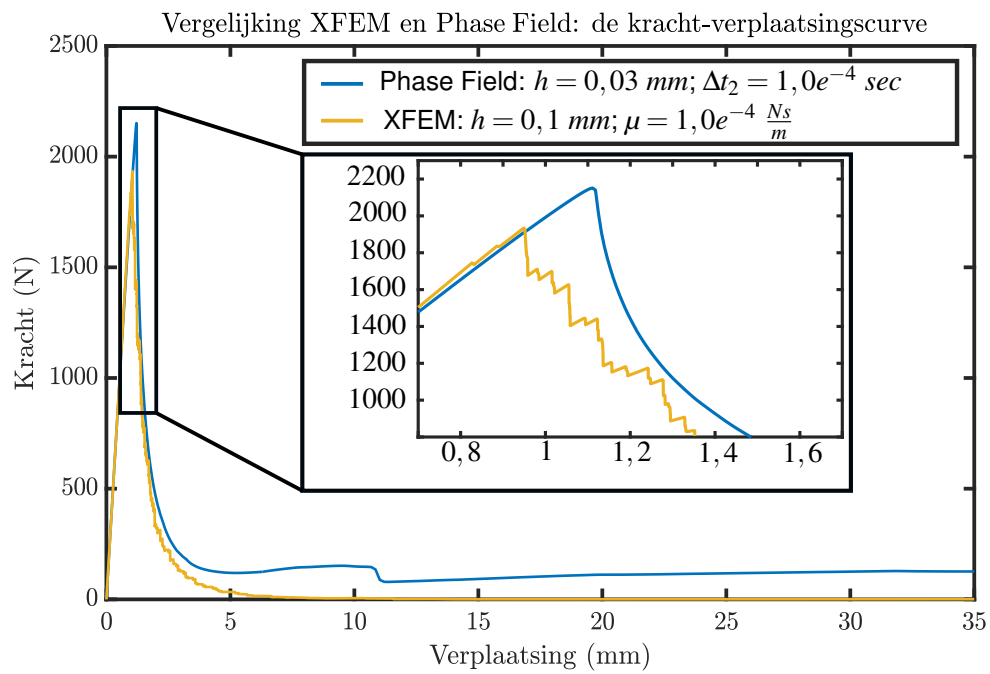 Vergelijking XFEM en Phase Field: de kracht-verplaatsingscurve
2500
2000
1500
1000
500
0
Kracht (N)
Phase Field: h = 0,03 mm; Δt₂ = 1,0e⁻⁴ sec
XFEM: h = 0,1 mm; μ = 1,0e⁻⁴ Ns/m
2200
2000
1800
1600
1400
1200
1000
0,8 1 1,2 1,4 1,6
0 5 10 15 20 25 30 35
Verplaatsing (mm)